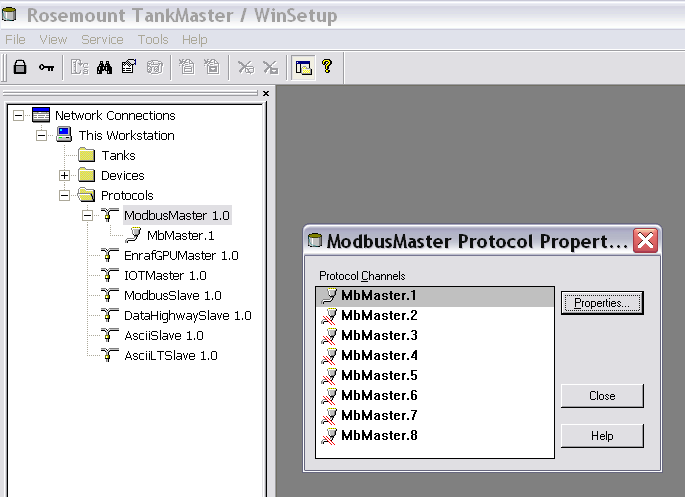 Rosemount TankMaster / WinSetup
File View Service Tools Help
Network Connections
This Workstation
Tanks
Devices
Protocols
ModbusMaster 1.0
MbMaster.1
EnrafGPUMaster 1.0
IOTMaster 1.0
ModbusSlave 1.0
DataHighwaySlave 1.0
AsciiSlave 1.0
AsciiLTSlave 1.0
ModbusMaster Protocol Propert...
Protocol Channels
MbMaster.1
MbMaster.2
MbMaster.3
MbMaster.4
MbMaster.5
MbMaster.6
MbMaster.7
MbMaster.8
Properties...
Close
Help